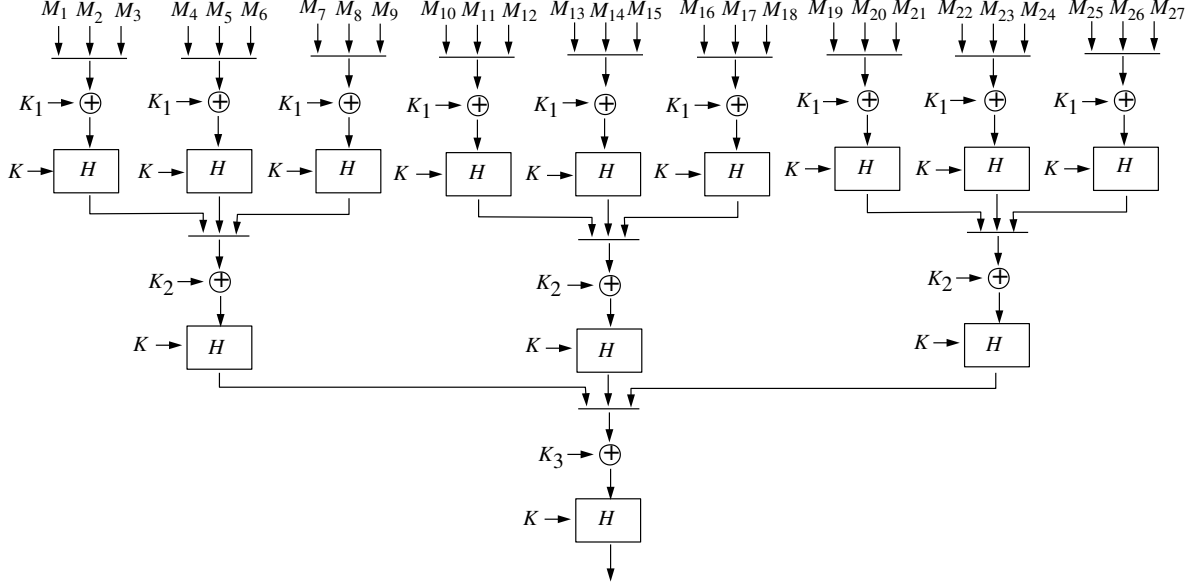 M1 M2 M3 M4 M5 M6 M7 M8 M9 M10 M11 M12 M13 M14 M15 M16 M17 M18 M19 M20 M21 M22 M23 M24 M25 M26 M27
K1 K1 K1 K1 K1 K1 K1 K1 K1
K H K H K H K H K H K H K H K H K H
K2 K2 K2
K H K H K H
K3
K H